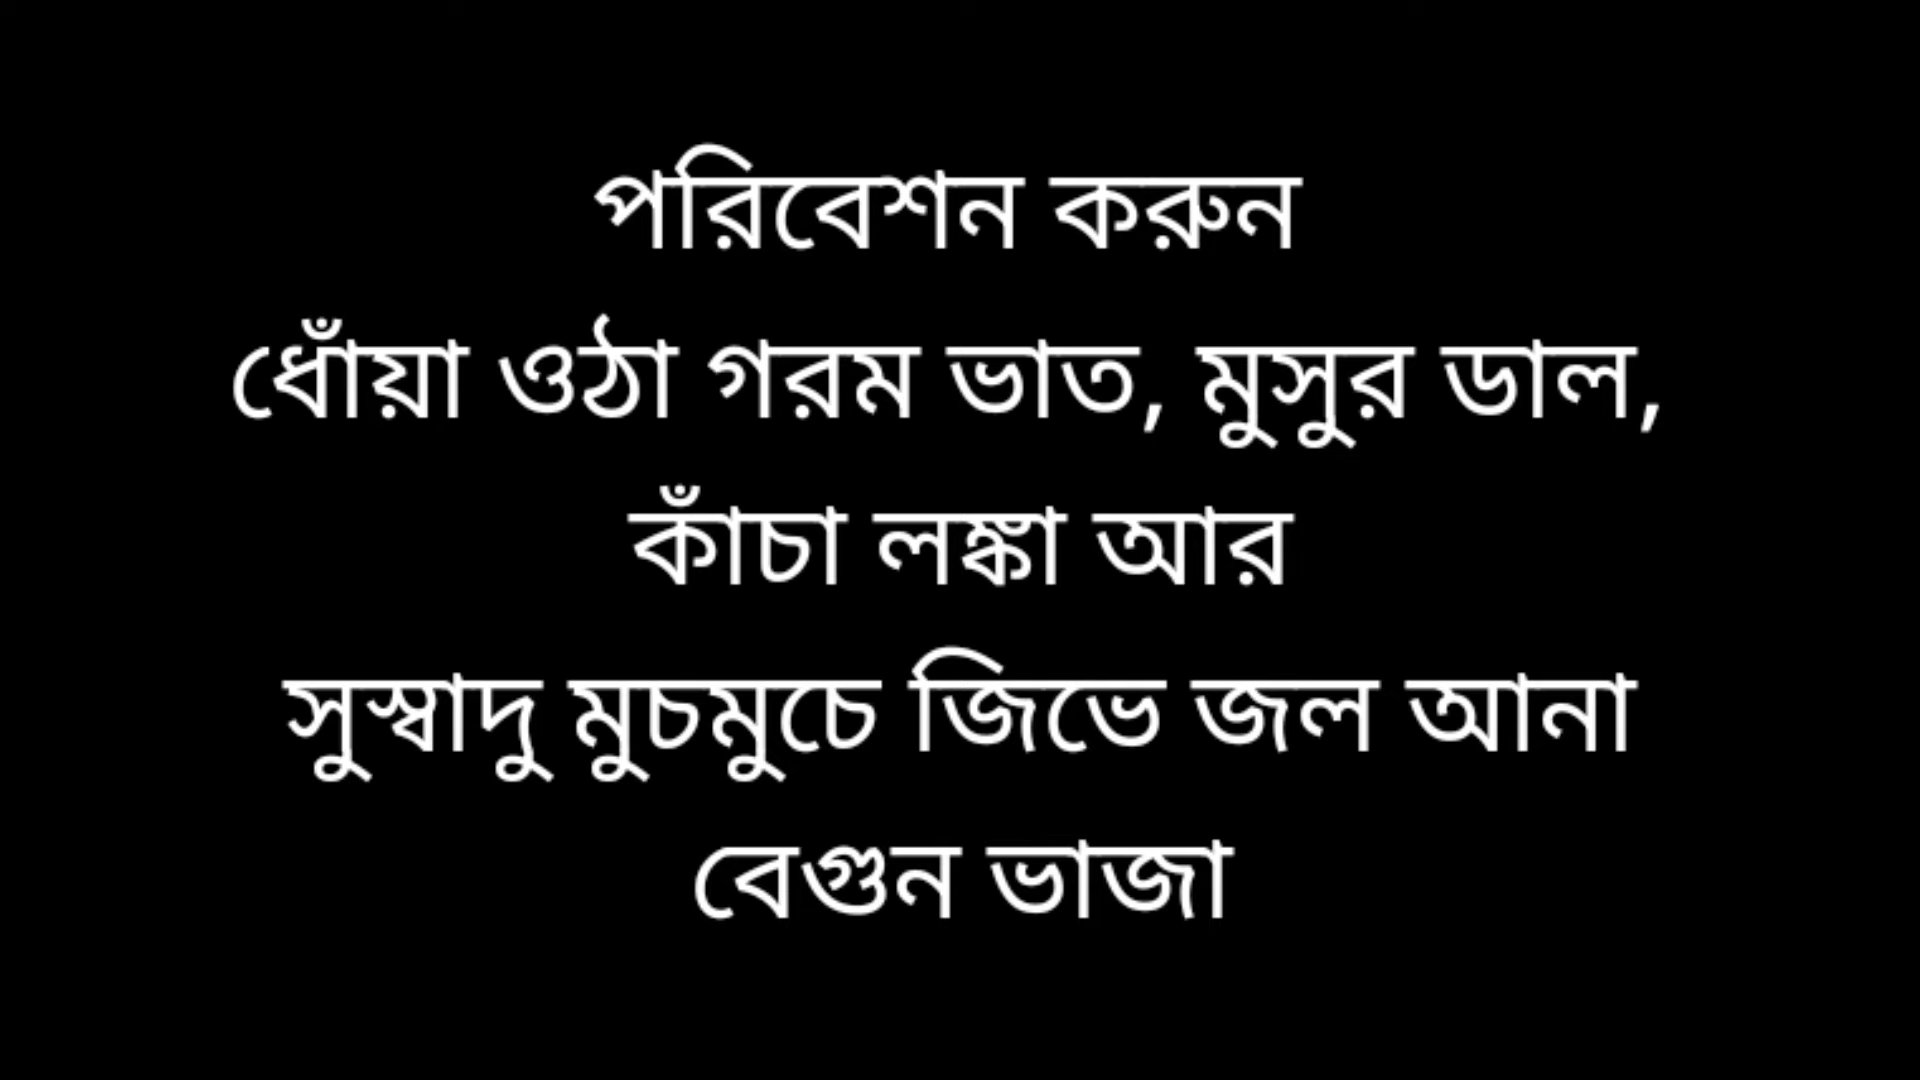 পরিবেশন করুন
ধোঁয়া ওঠা গরম ভাত, মুসুর ডাল,
কাঁচা লঙ্কা আর
সুস্বাদু মুচমুচে জিভে জল আনা
বেগুন ভাজা